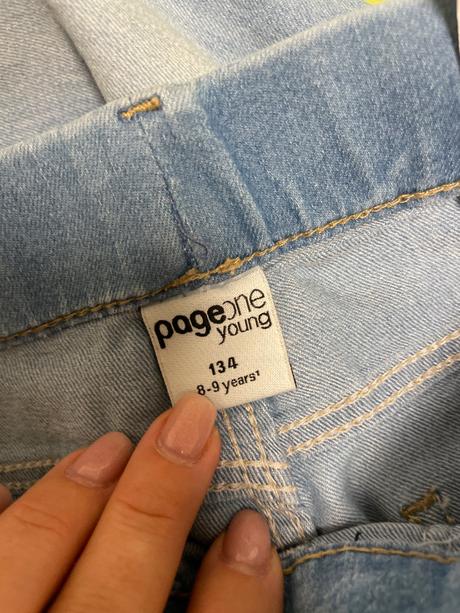 pageone
young
134
8-9 years¹